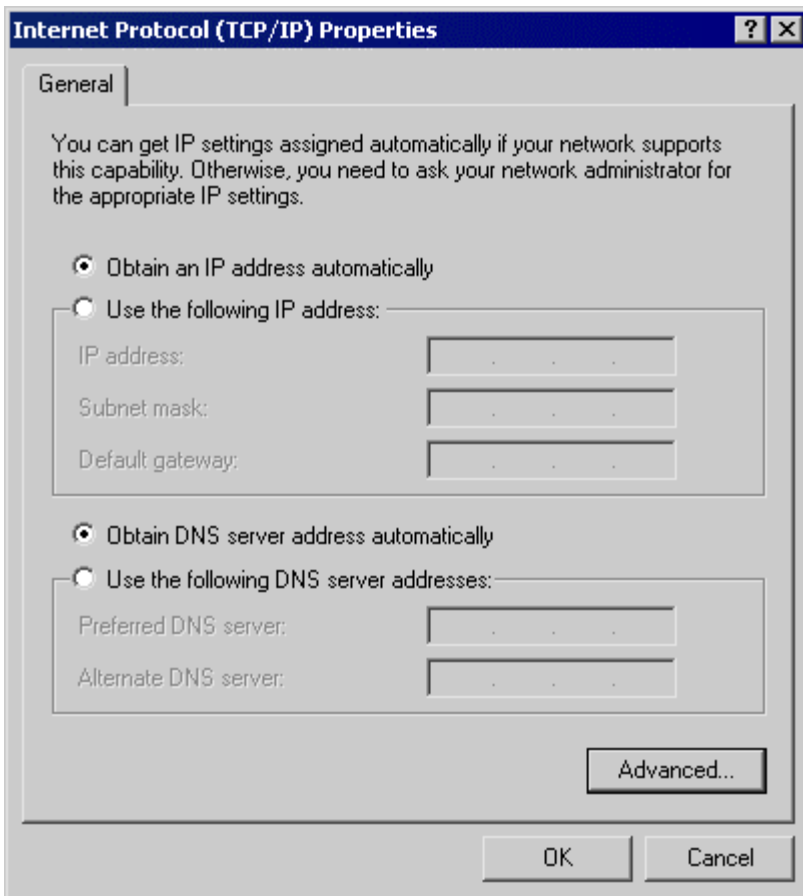 Internet Protocol (TCP/IP) Properties
General
You can get IP settings assigned automatically if your network supports
this capability. Otherwise, you need to ask your network administrator for
the appropriate IP settings.
Obtain an IP address automatically
Use the following IP address:
IP address:
Subnet mask:
Default gateway:
Obtain DNS server address automatically
Use the following DNS server addresses:
Preferred DNS server:
Alternate DNS server:
Advanced...
OK
Cancel